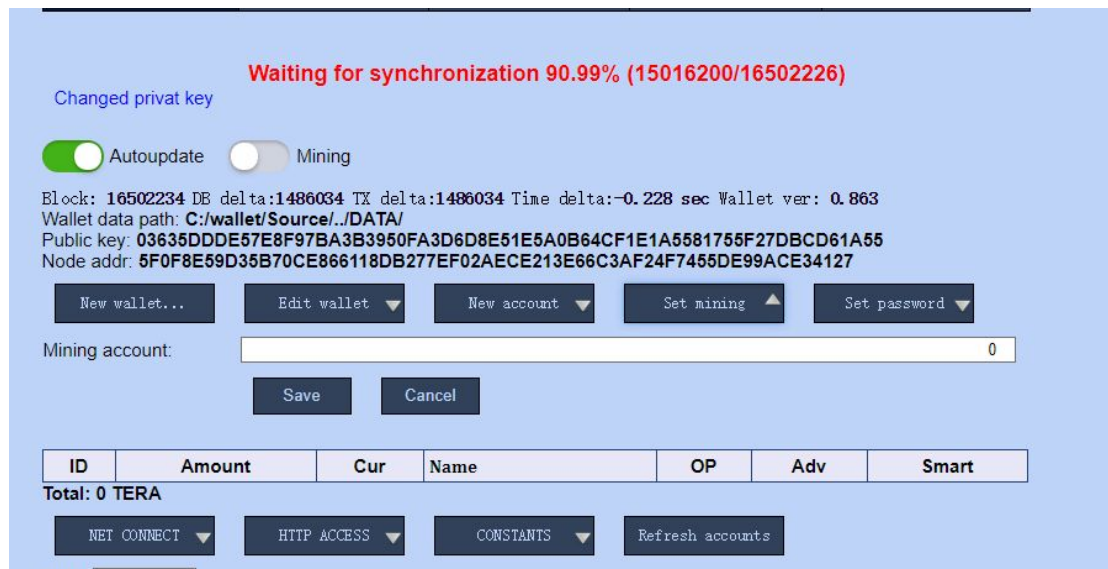 Waiting for synchronization 90.99% (15016200/16502226)
Changed privat key
Autoupdate Mining
Block: 16502234 DB delta:1486034 TX delta:1486034 Time delta:-0.228 sec Wallet ver: 0.863
Wallet data path: C:/wallet/Source/../DATA/
Public key: 03635DDDE57E8F97BA3B3950FA3D6D8E51E5A0B64CF1E1A5581755F27DBCD61A55
Node addr: 5F0F8E59D35B70CE866118DB277EF02AECE213E66C3AF24F7455DE99ACE34127
New wallet... Edit wallet New account Set mining Set password
Mining account: 0
Save Cancel
ID Amount Cur Name OP Adv Smart
Total: 0 TERA
NET CONNECT HTTP ACCESS CONSTANTS Refresh accounts